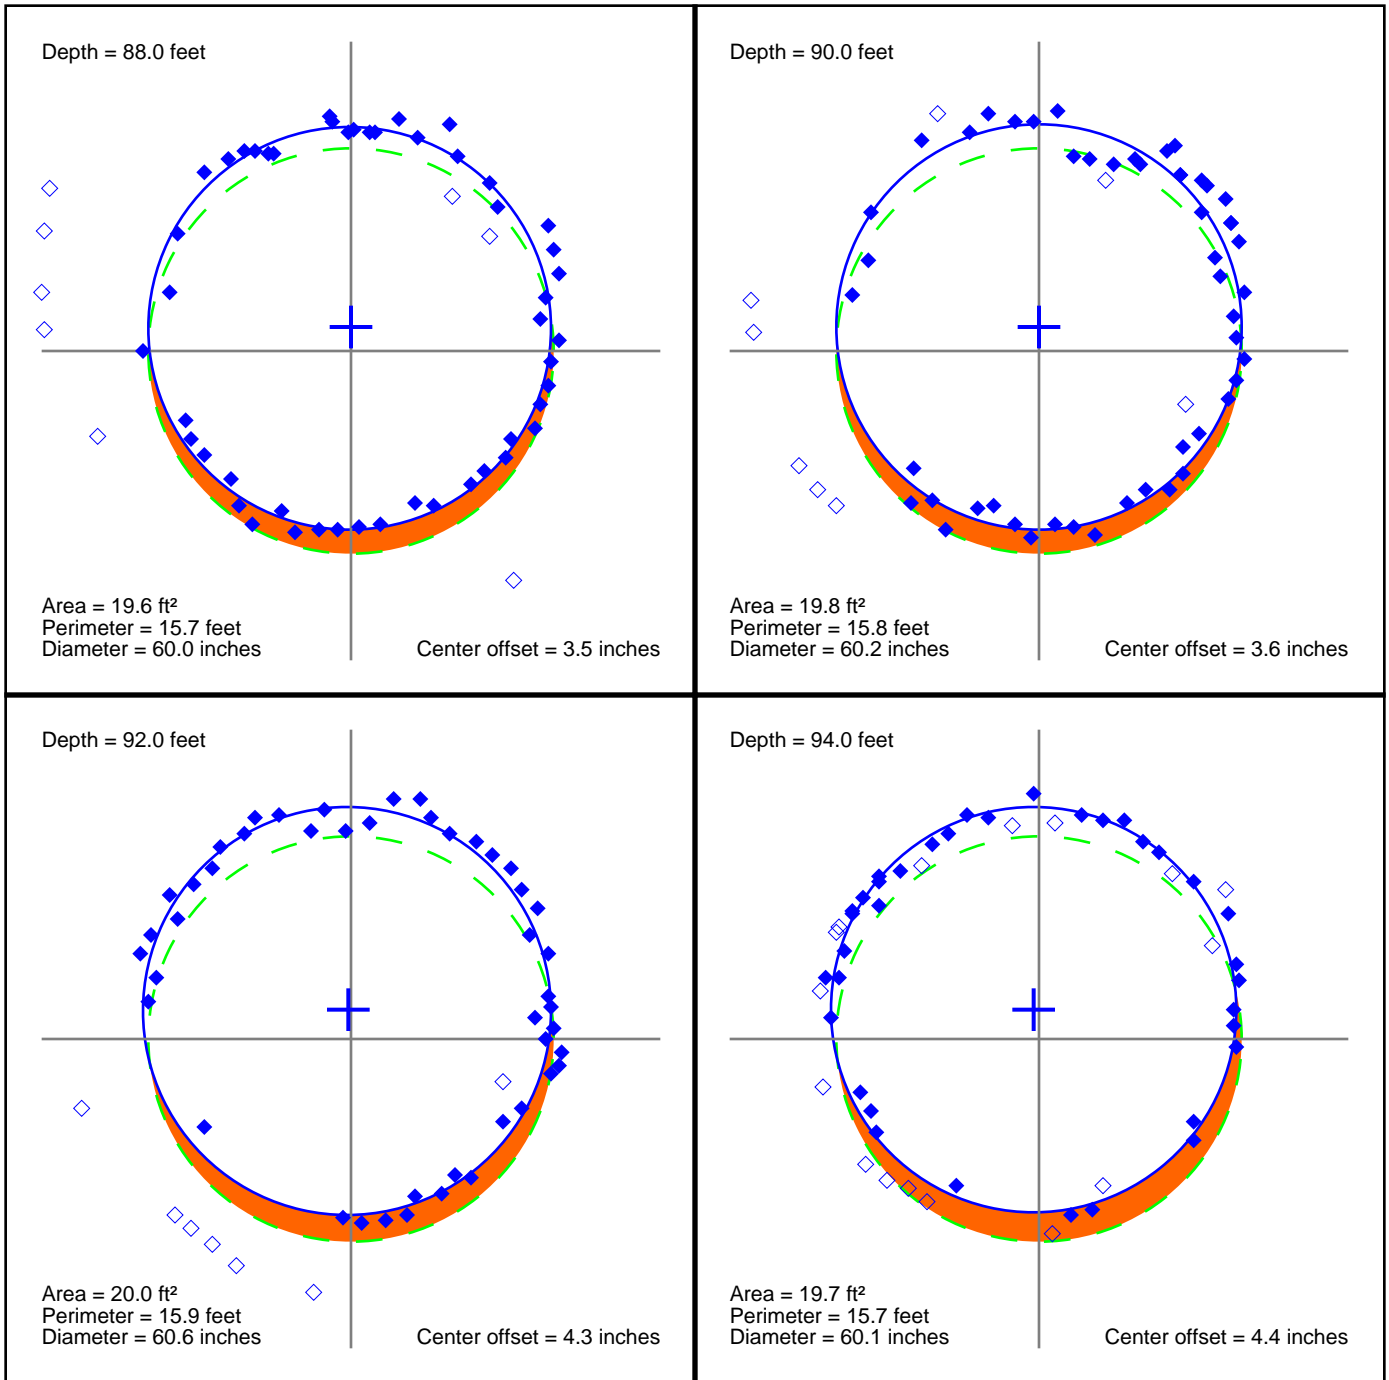 Depth = 88.0 feet
Area = 19.6 ft²
Perimeter = 15.7 feet
Diameter = 60.0 inches
Center offset = 3.5 inches
Depth = 90.0 feet
Area = 19.8 ft²
Perimeter = 15.8 feet
Diameter = 60.2 inches
Center offset = 3.6 inches
Depth = 92.0 feet
Area = 20.0 ft²
Perimeter = 15.9 feet
Diameter = 60.6 inches
Center offset = 4.3 inches
Depth = 94.0 feet
Area = 19.7 ft²
Perimeter = 15.7 feet
Diameter = 60.1 inches
Center offset = 4.4 inches